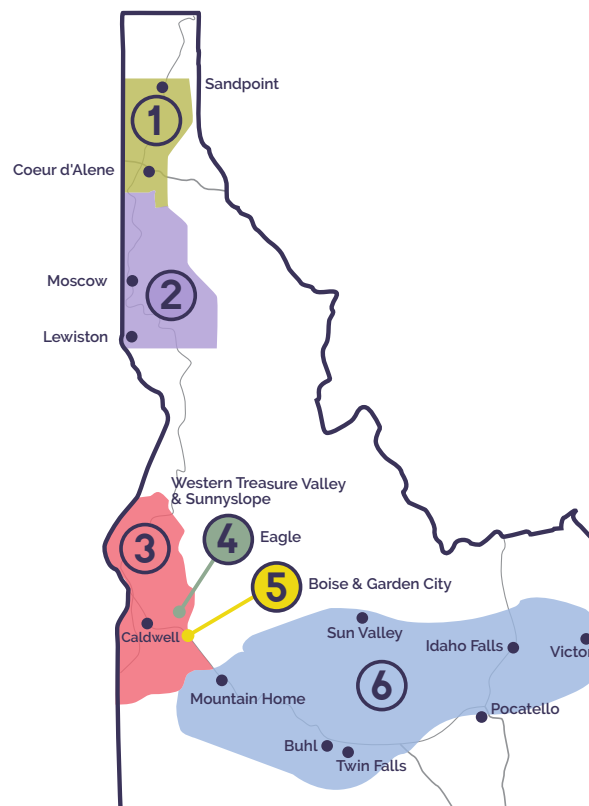 Sandpoint
1
Coeur d'Alene
Moscow
2
Lewiston
Western Treasure Valley
& Sunnyslope
3
4
Eagle
5
Boise & Garden City
Caldwell
Sun Valley
Idaho Falls
Victor
6
Mountain Home
Pocatello
Buhl
Twin Falls